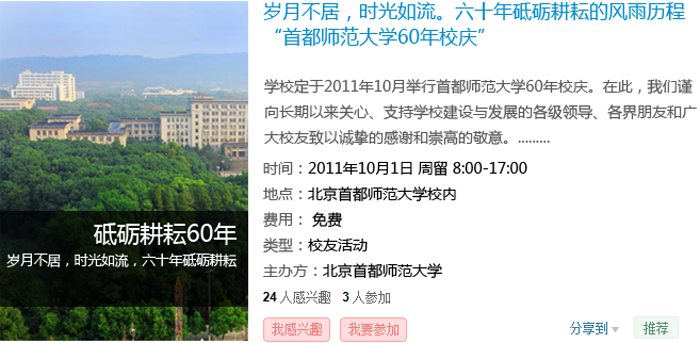 岁月不居，时光如流。六十年砥砺耕耘的风雨历程
“首都师范大学60年校庆”
学校定于2011年10月举行首都师范大学60年校庆。在此，我们谨
向长期以来关心、支持学校建设与发展的各级领导、各界朋友和广
大校友致以诚挚的感谢和崇高的敬意。.........
时间：2011年10月1日 周留 8:00-17:00
地点：北京首都师范大学校内
费用： 免费
类型：校友活动
主办方：北京首都师范大学
24 人感兴趣 3 人参加
我感兴趣 我要参加 分享到 推荐
砥砺耕耘60年
岁月不居，时光如流，六十年砥砺耕耘